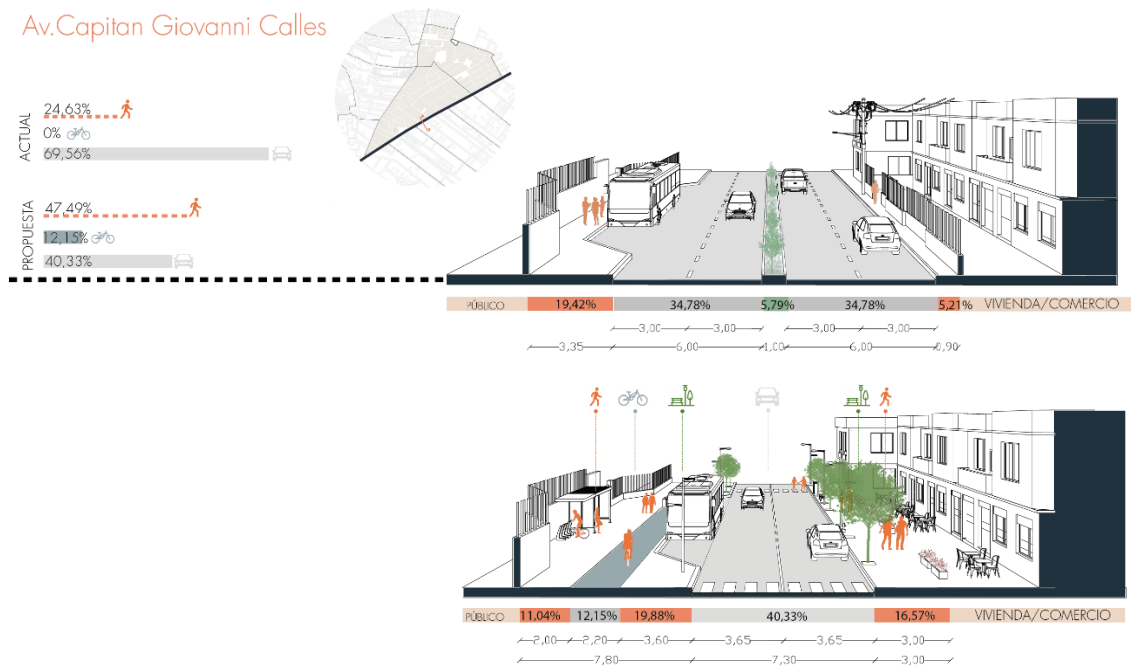 Av.Capitan Giovanni Calles
ACTUAL
24,63%
0%
69,56%
PROPUESTA
47,49%
12,15%
40,33%
PÚBLICO 19,42% 34,78% 5,79% 34,78% 5,21% VIVIENDA/COMERCIO
3,00 3,00 3,00 3,00
3,35 6,00 1,00 6,00 0,90
PÚBLICO 11,04% 12,15% 19,88% 40,33% 16,57% VIVIENDA/COMERCIO
2,00 2,20 3,60 3,65 3,65 3,00
7,80 7,30 3,00